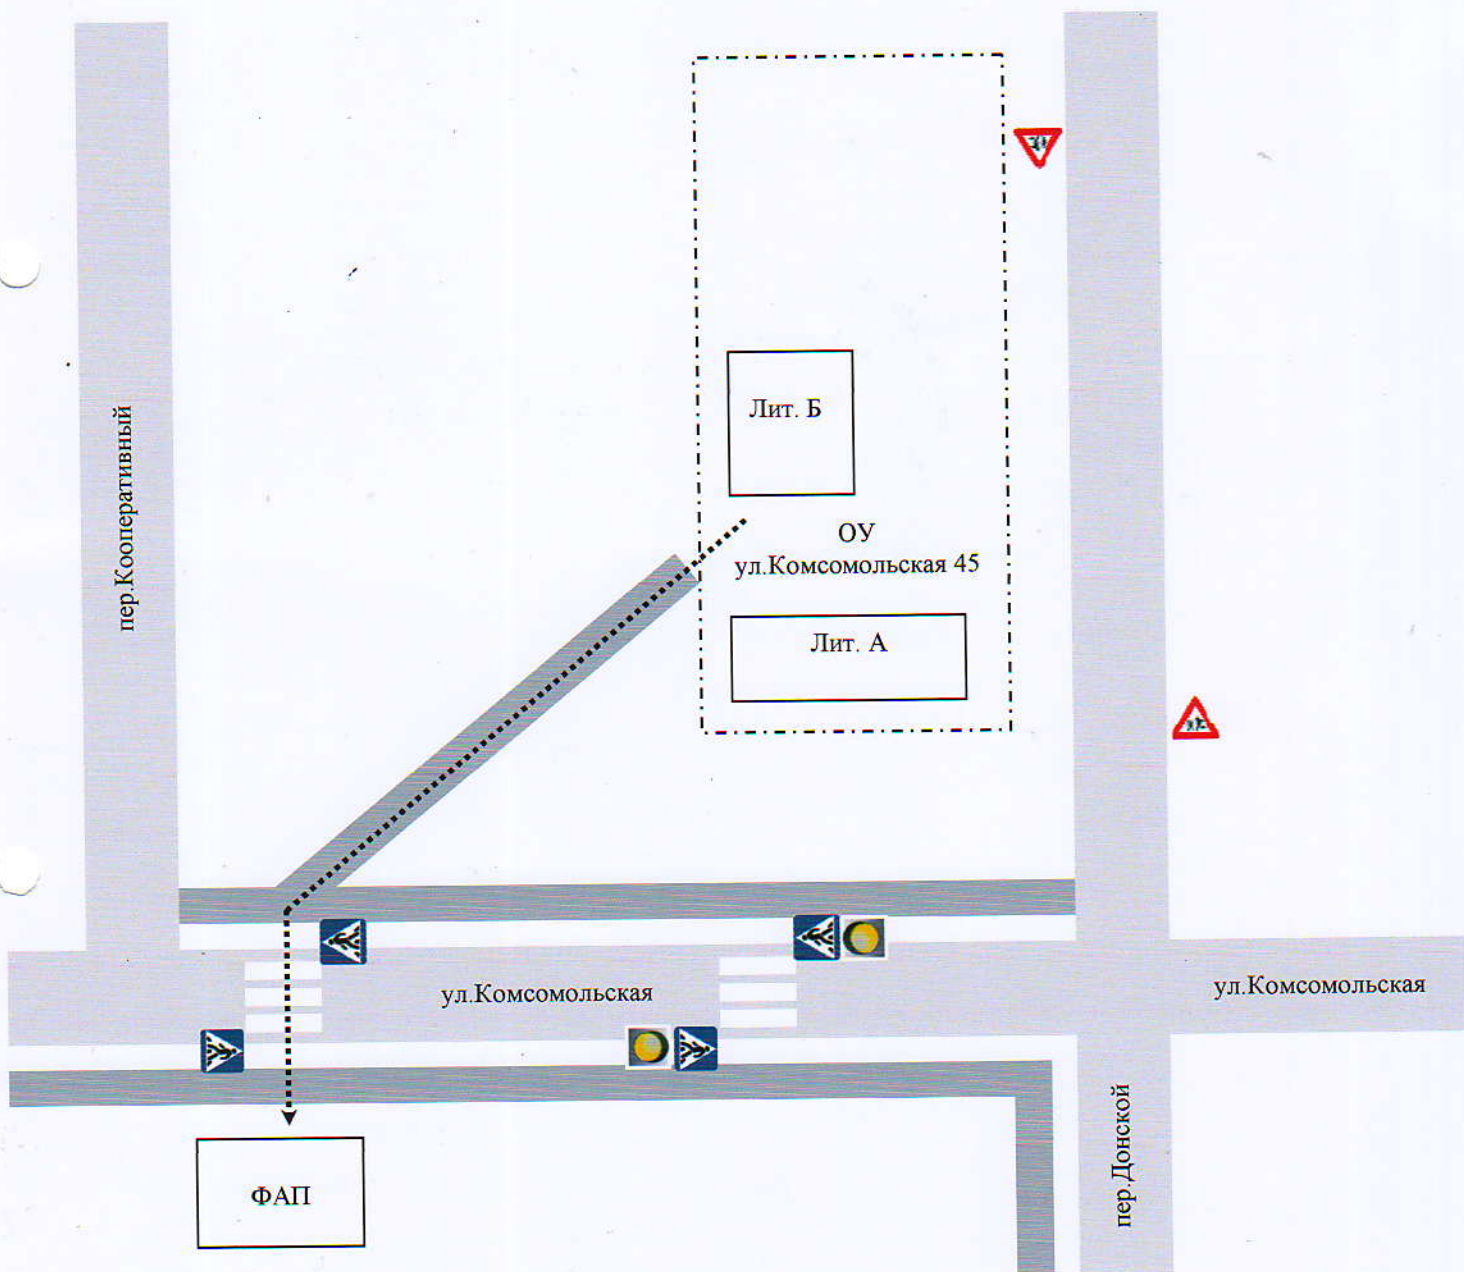 Лит. Б
ОУ
ул.Комсомольская 45
Лит. А
пер.Кооперативный
ул.Комсомольская
ул.Комсомольская
пер.Донской
ФАП